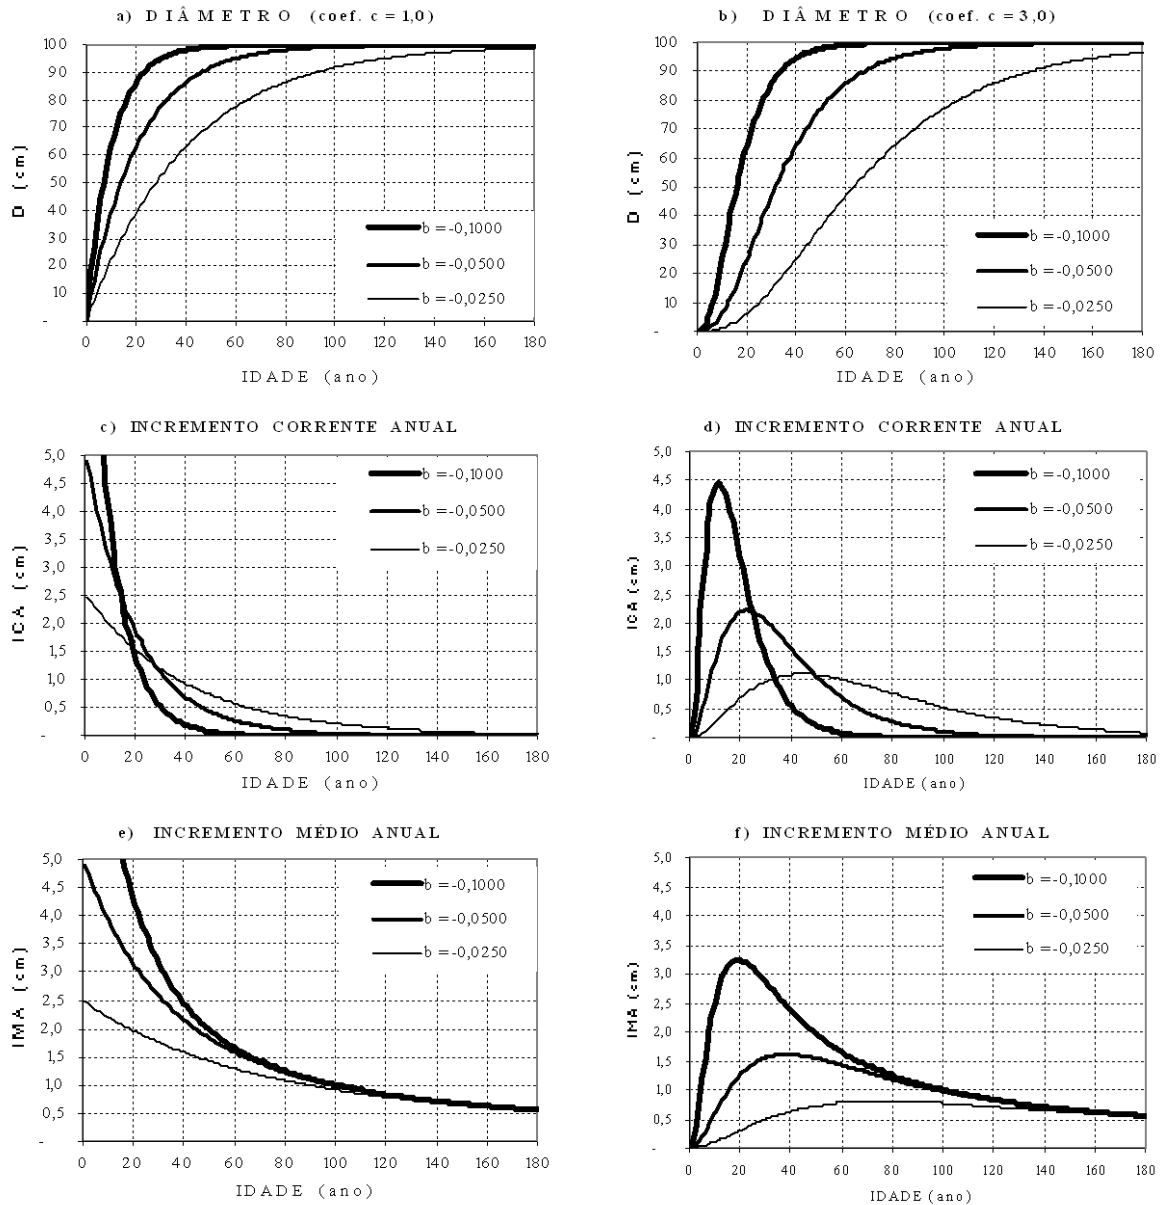 a) DIÂMETRO (coef. c = 1,0)
100
90
80
70
60
50
40
30
20
10
-
D (cm)
b = -0,1000
b = -0,0500
b = -0,0250
0 20 40 60 80 100 120 140 160 180
IDADE (ano)
b) DIÂMETRO (coef. c = 3,0)
100
90
80
70
60
50
40
30
20
10
-
D (cm)
b = -0,1000
b = -0,0500
b = -0,0250
0 20 40 60 80 100 120 140 160 180
IDADE (ano)
c) INCREMENTO CORRENTE ANUAL
5,0
4,5
4,0
3,5
3,0
2,5
2,0
1,5
1,0
0,5
-
ICA (cm)
b = -0,1000
b = -0,0500
b = -0,0250
0 20 40 60 80 100 120 140 160 180
IDADE (ano)
d) INCREMENTO CORRENTE ANUAL
5,0
4,5
4,0
3,5
3,0
2,5
2,0
1,5
1,0
0,5
-
ICA (cm)
b = -0,1000
b = -0,0500
b = -0,0250
0 20 40 60 80 100 120 140 160 180
IDADE (ano)
e) INCREMENTO MÉDIO ANUAL
5,0
4,5
4,0
3,5
3,0
2,5
2,0
1,5
1,0
0,5
-
IMA (cm)
b = -0,1000
b = -0,0500
b = -0,0250
0 20 40 60 80 100 120 140 160 180
IDADE (ano)
f) INCREMENTO MÉDIO ANUAL
5,0
4,5
4,0
3,5
3,0
2,5
2,0
1,5
1,0
0,5
-
IMA (cm)
b = -0,1000
b = -0,0500
b = -0,0250
0 20 40 60 80 100 120 140 160 180
IDADE (ano)